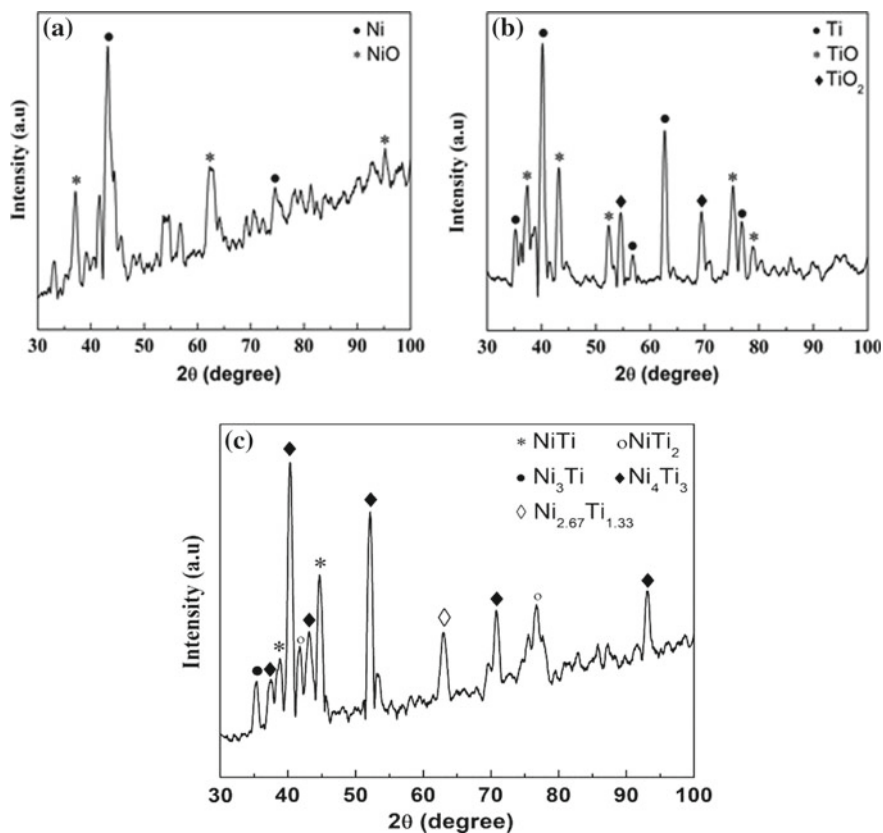 (a)
● Ni
* NiO
Intensity (a.u)
30 40 50 60 70 80 90 100
2θ (degree)
(b)
● Ti
* TiO
◆ TiO₂
Intensity (a.u)
30 40 50 60 70 80 90 100
2θ (degree)
(c)
* NiTi ○NiTi₂
● Ni₃Ti ◆ Ni₄Ti₃
◇ Ni₂.₆₇Ti₁.₃₃
Intensity (a.u)
30 40 50 60 70 80 90 100
2θ (degree)